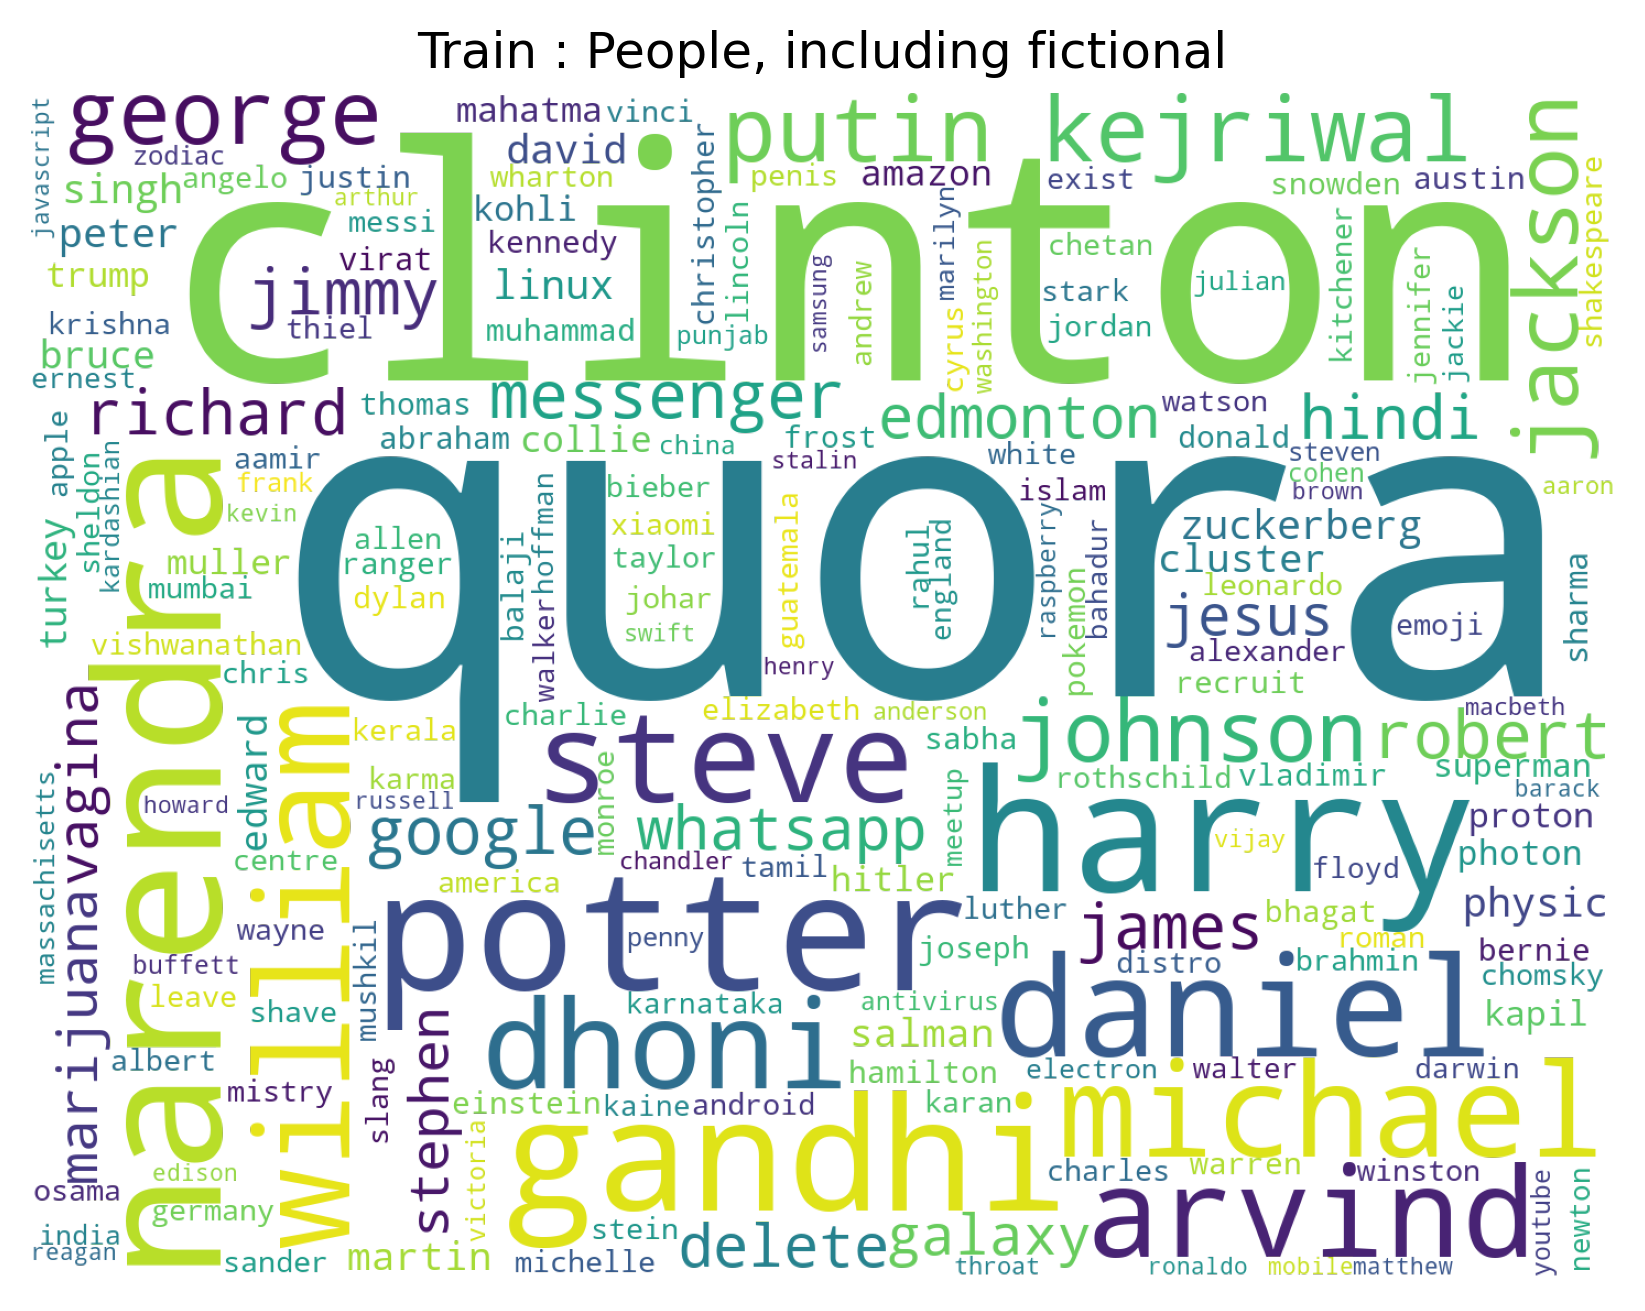 Train : People, including fictional
javascript
george
mahatma
vinci
putin
kejriwal
jackson
zodiac
david
christopher
clinton
singh
angelo
justin
wharton
penis
amazon
exist
snowden
austin
shakespeare
arthur
peter
messi
kohli
lincoln
marilyn
kitchener
trump
virat
kennedy
samsung
andrew
washington
chetan
jennifer
jimmy
linux
stark
julian
jackie
krishna
thiel
muhammad
punjab
cyrus
jordan
bruce
ernest
richard
thomas
messenger
edmonton
watson
hindi
apple
sheldon
kardashian
abraham
collie
china
frost
donald
aamir
stalin
white
steven
quora
cohen
frank
bieber
islam
brown
aaron
kevin
turkey
hoffman
xiaomi
guatemala
rahul
england
raspberry
bahadur
zuckerberg
allen
balaji
muller
ranger
taylor
cluster
sharma
mumbai
dylan
johar
pokemon
leonardo
swift
jesus
emoji
vishwanathan
walker
henry
alexander
chris
recruit
narendra
marijuanavagina
william
edward
kerala
charlie
elizabeth
anderson
macbeth
steve
sabha
johnson
robert
karma
monroe
meetup
rothschild
vladimir
superman
massachisetts
howard
russell
harry
barack
google
whatsapp
proton
vijay
centre
chandler
tamil
hitler
floyd
photon
america
potter
wayne
mushkil
penny
luther
james
bhagat
physic
joseph
roman
bernie
buffett
distro
brahmin
chomsky
leave
shave
karnataka
antivirus
daniel
kapil
stephen
dhoni
salman
albert
slang
hamilton
electron
walter
darwin
mistry
einstein
kaine
android
karan
michael
victoria
gandhi
edison
charles
warren
winston
osama
arvind
youtube
newton
germany
india
stein
delete
galaxy
reagan
sander
martin
michelle
throat
ronaldo
mobile
matthew